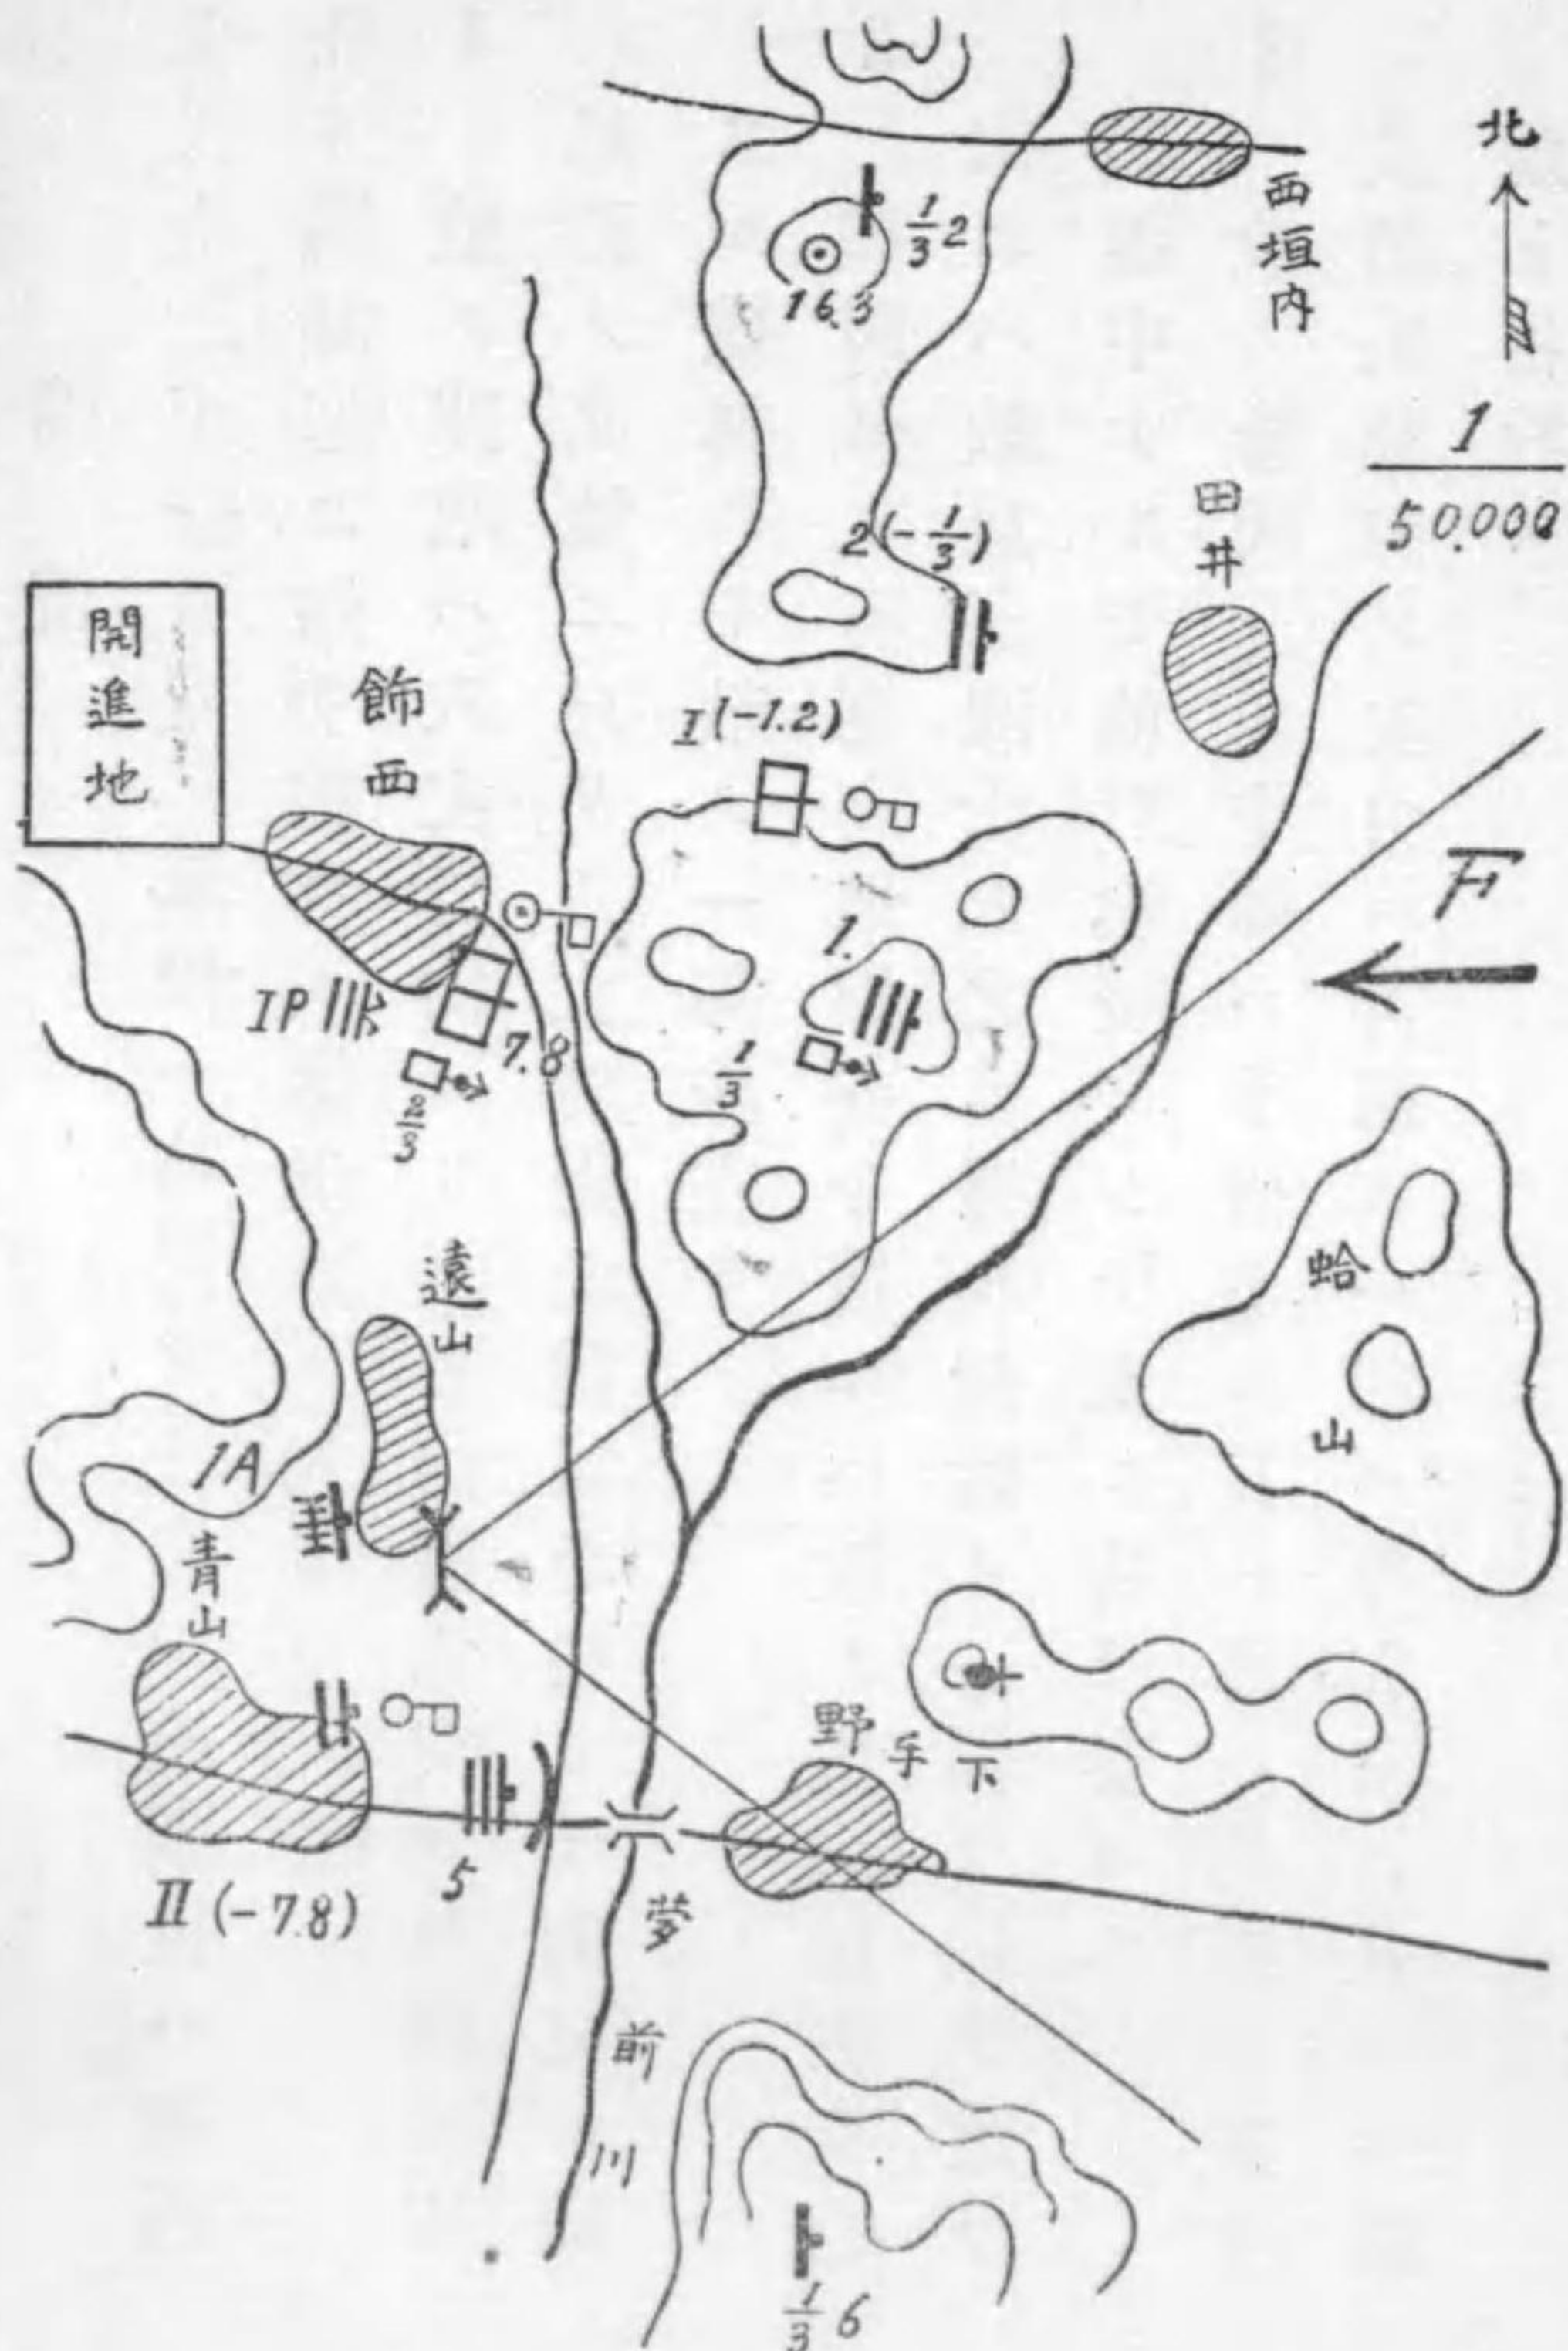 北
西垣内
1/3 2
16.3
1/50.000
田井
2(-1/3)
開進地
飾西
I(-1.2)
F
1.
IP
7.8
1/3
2/3
遠山
蛤山
1A
青山
野手下
5
II(-7.8)
夢前川
1/3 6